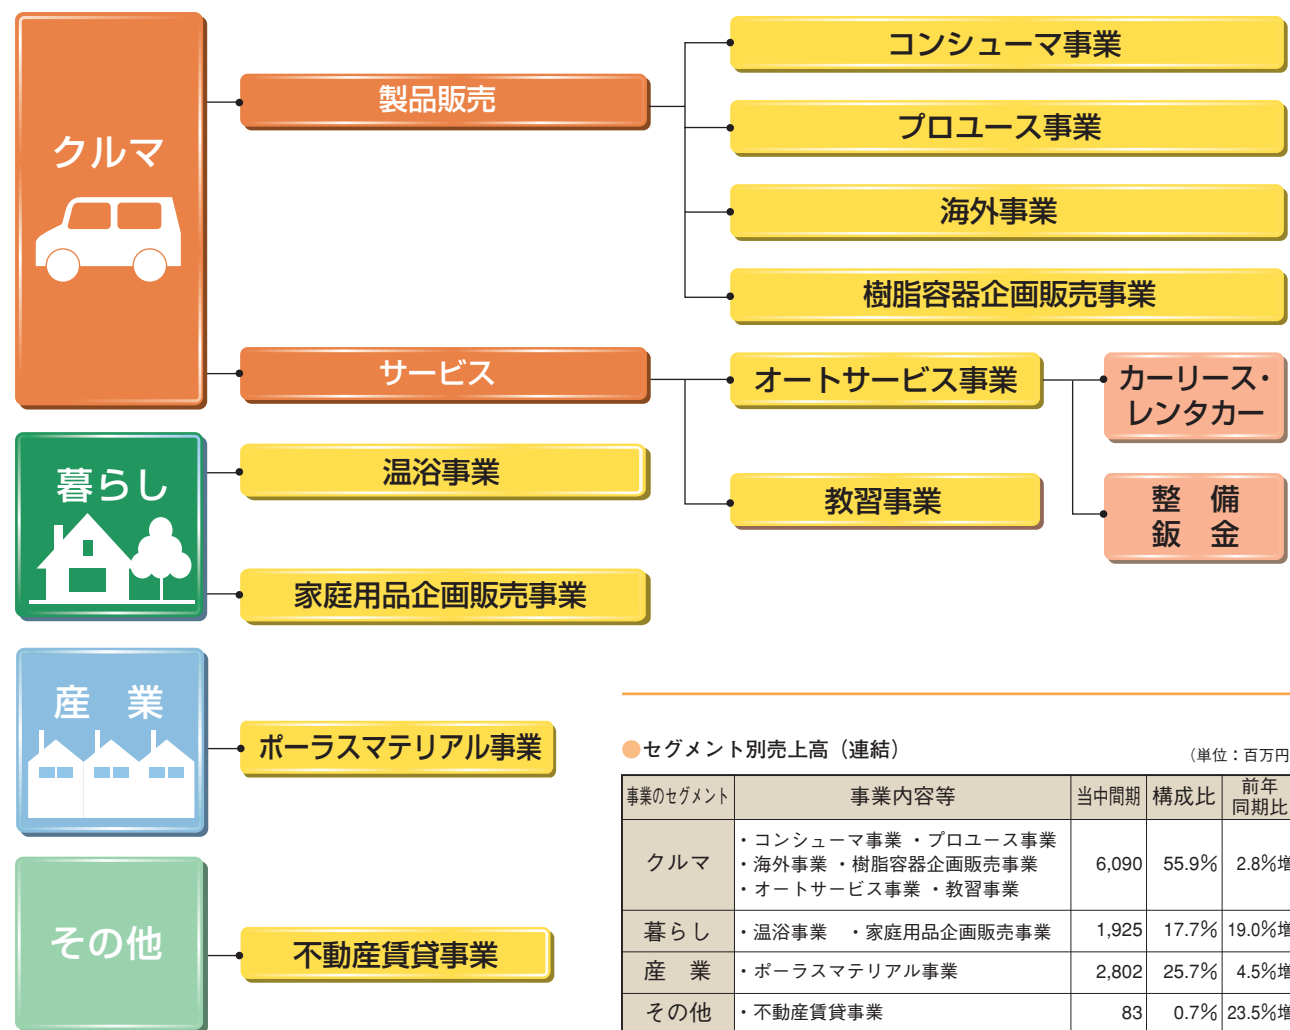 クルマ
製品販売
コンシューマ事業
プロユース事業
海外事業
樹脂容器企画販売事業
サービス
オートサービス事業
カーリース・
レンタカー
整 備
鈑 金
教習事業
暮らし
温浴事業
家庭用品企画販売事業
産 業
ポーラスマテリアル事業
その他
不動産賃貸事業
●セグメント別売上高（連結）
（単位：百万円
事業のセグメント 事業内容等 当中間期 構成比 前年同期比
クルマ ・コンシューマ事業 ・プロユース事業 6,090 55.9% 2.8%増
・海外事業 ・樹脂容器企画販売事業
・オートサービス事業 ・教習事業
暮らし ・温浴事業 ・家庭用品企画販売事業 1,925 17.7% 19.0%増
産 業 ・ポーラスマテリアル事業 2,802 25.7% 4.5%増
その他 ・不動産賃貸事業 83 0.7% 23.5%増